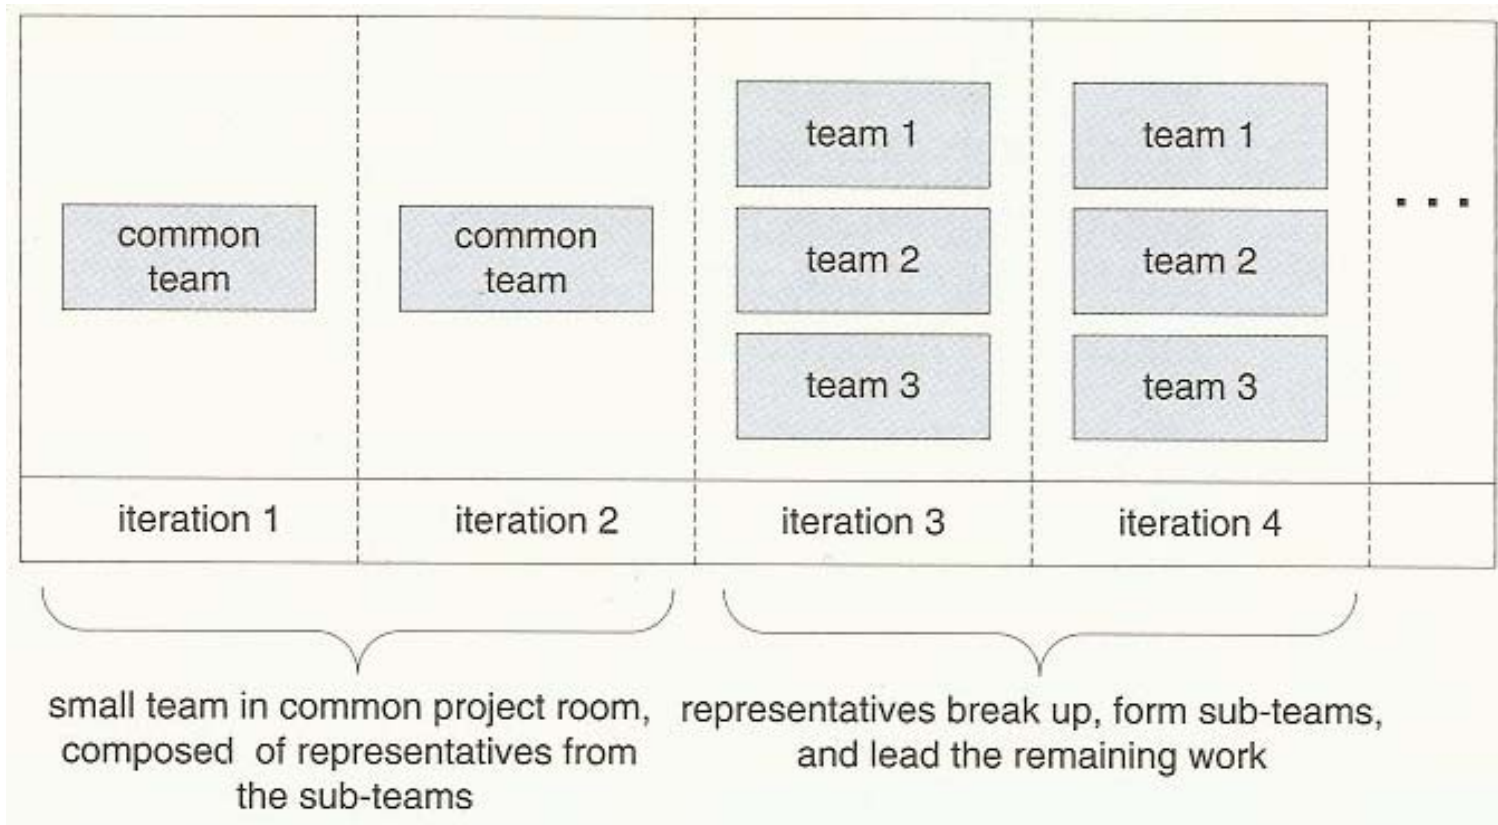 common
team
common
team
team 1
team 2
team 3
team 1
team 2
team 3
...
iteration 1
iteration 2
iteration 3
iteration 4
small team in common project room,
composed of representatives from
the sub-teams
representatives break up, form sub-teams,
and lead the remaining work